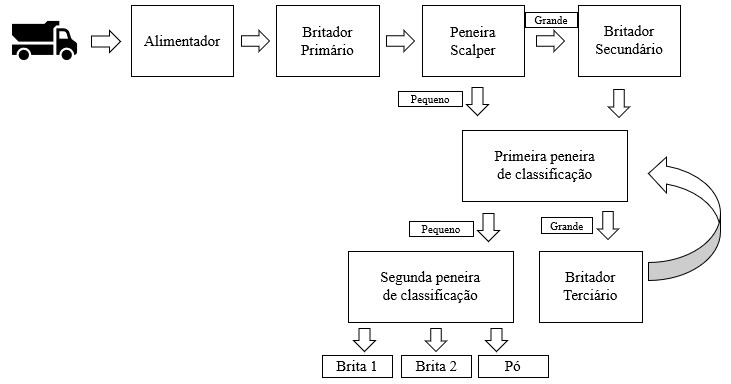 Alimentador
Britador
Primário
Peneira
Scalper
Grande
Britador
Secundário
Pequeno
Primeira peneira
de classificação
Pequeno
Grande
Segunda peneira
de classificação
Britador
Terciário
Brita 1
Brita 2
Pó